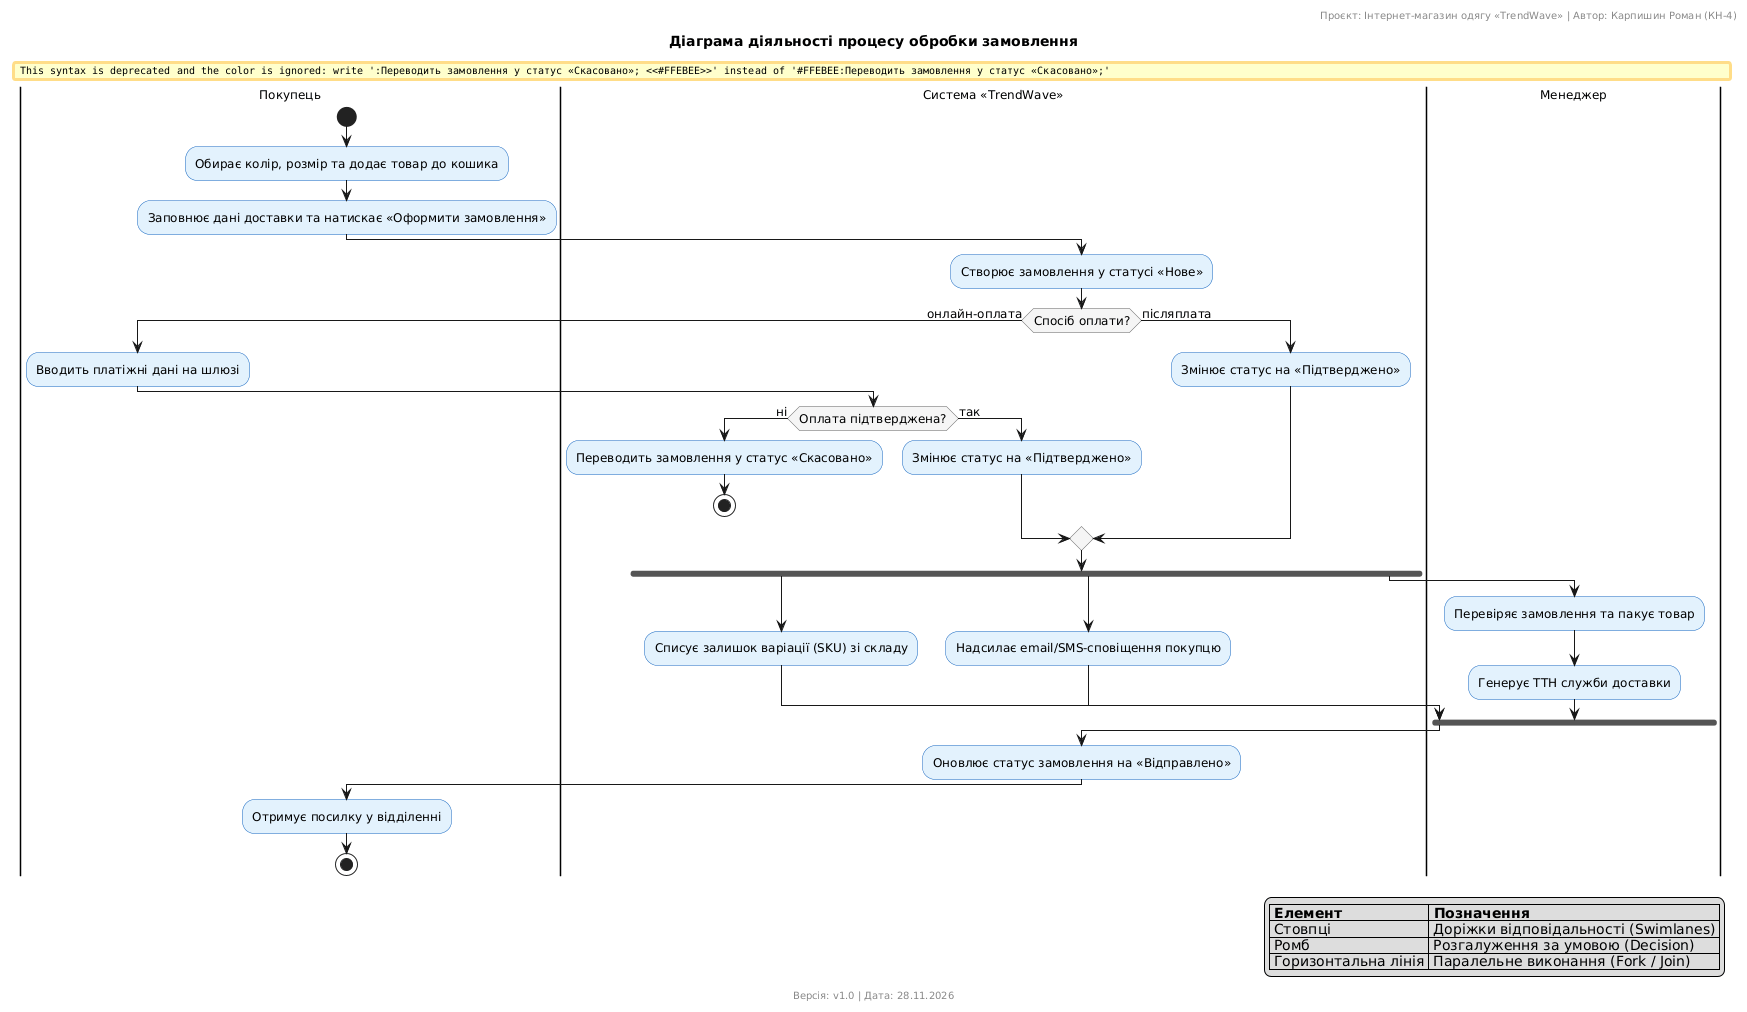 Проєкт: Інтернет-магазин одягу «TrendWave» | Автор: Карпишин Роман (КН-4)
Діаграма діяльності процесу обробки замовлення
This syntax is deprecated and the color is ignored: write ':Переводить замовлення у статус «Скасовано»; <<#FFEBEE>>' instead of '#FFEBEE:Переводить замовлення у статус «Скасовано»;'
Покупець
Система «TrendWave»
Менеджер
Обирає колір, розмір та додає товар до кошика
Заповнює дані доставки та натискає «Оформити замовлення»
Створює замовлення у статусі «Нове»
онлайн-оплата
Спосіб оплати?
післяплата
Вводить платіжні дані на шлюзі
Змінює статус на «Підтверджено»
ні
Оплата підтверджена?
так
Переводить замовлення у статус «Скасовано»
Змінює статус на «Підтверджено»
Перевіряє замовлення та пакує товар
Списує залишок варіації (SKU) зі складу
Надсилає email/SMS-сповіщення покупцю
Генерує ТТН служби доставки
Оновлює статус замовлення на «Відправлено»
Отримує посилку у відділенні
Елемент Позначення
Стовпці Доріжки відповідальності (Swimlanes)
Ромб Розгалуження за умовою (Decision)
Горизонтальна лінія Паралельне виконання (Fork / Join)
Версія: v1.0 | Дата: 28.11.2026